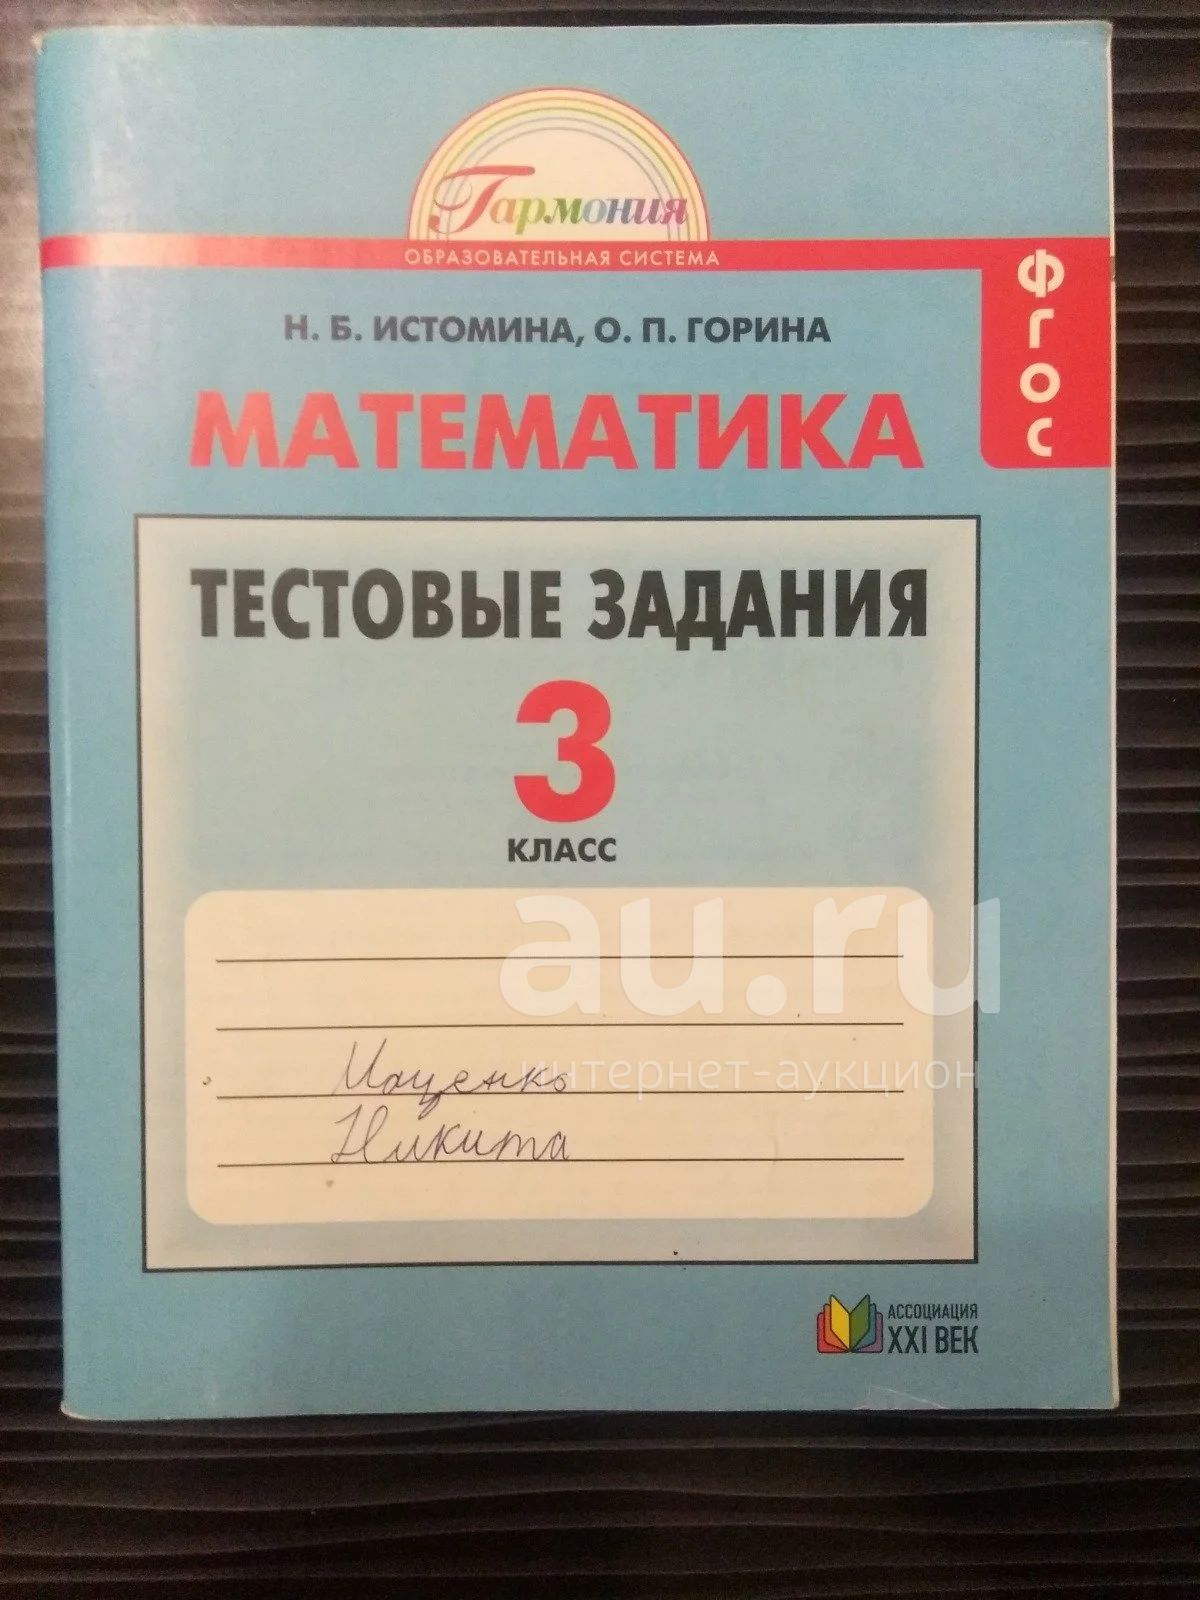 Гармония
ОБРАЗОВАТЕЛЬНАЯ СИСТЕМА
ФГОС
Н. Б. ИСТОМИНА, О. П. ГОРИНА
МАТЕМАТИКА
ТЕСТОВЫЕ ЗАДАНИЯ
3
КЛАСС
au.ru
интернет-аукцион
Никита
АССОЦИАЦИЯ
XXI ВЕК